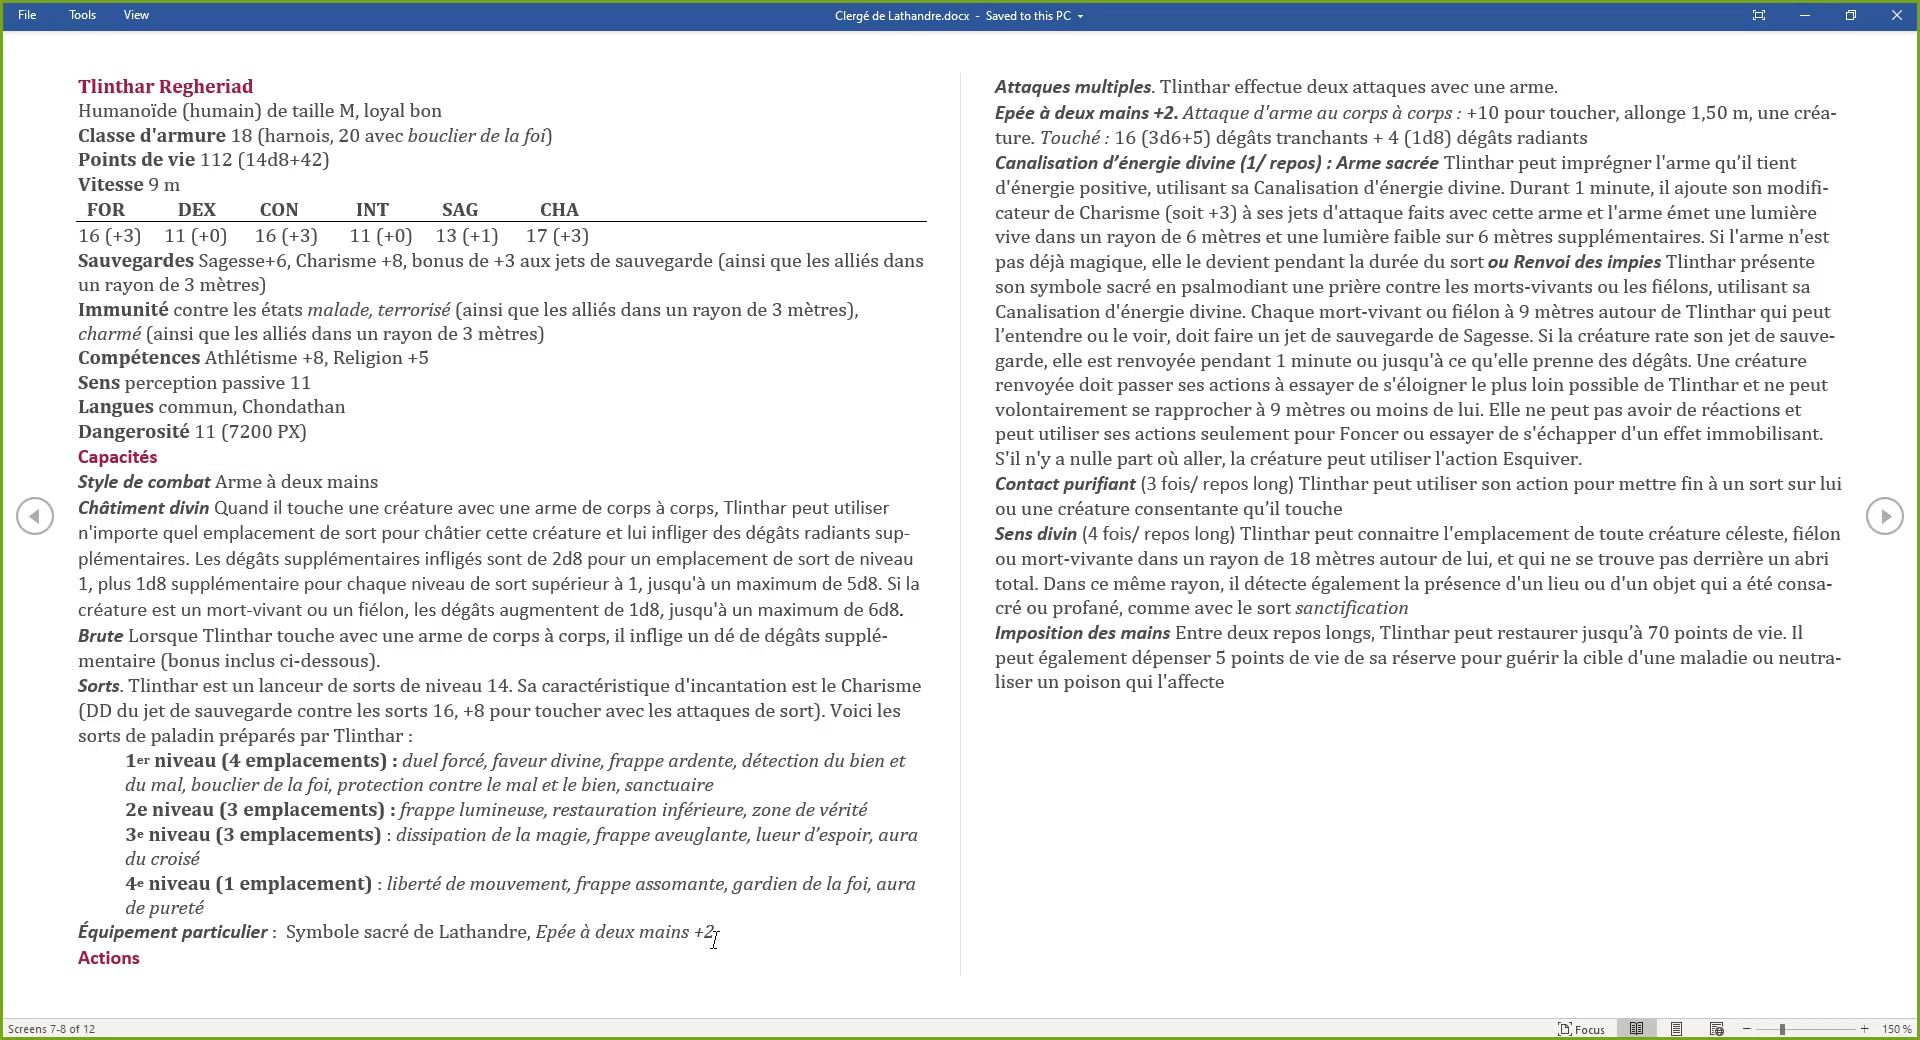 File Tools View
Clergé de Lathandre.docx - Saved to this PC
Tlinthar Regheriad
Humanoïde (humain) de taille M, loyal bon
Classe d'armure 18 (harnois, 20 avec bouclier de la foi)
Points de vie 112 (14d8+42)
Vitesse 9 m
FOR DEX CON INT SAG CHA
16 (+3) 11 (+0) 16 (+3) 11 (+0) 13 (+1) 17 (+3)
Sauvegardes Sagesse+6, Charisme +8, bonus de +3 aux jets de sauvegarde (ainsi que les alliés dans
un rayon de 3 mètres)
Immunité contre les états malade, terrorisé (ainsi que les alliés dans un rayon de 3 mètres),
charmé (ainsi que les alliés dans un rayon de 3 mètres)
Compétences Athlétisme +8, Religion +5
Sens perception passive 11
Langues commun, Chondathan
Dangerosité 11 (7200 PX)
Capacités
Style de combat Arme à deux mains
Châtiment divin Quand il touche une créature avec une arme de corps à corps, Tlinthar peut utiliser
n'importe quel emplacement de sort pour châtier cette créature et lui infliger des dégâts radiants sup-
plémentaires. Les dégâts supplémentaires infligés sont de 2d8 pour un emplacement de sort de niveau
1, plus 1d8 supplémentaire pour chaque niveau de sort supérieur à 1, jusqu'à un maximum de 5d8. Si la
créature est un mort-vivant ou un fiélon, les dégâts augmentent de 1d8, jusqu'à un maximum de 6d8.
Brute Lorsque Tlinthar touche avec une arme de corps à corps, il inflige un dé de dégâts supplé-
mentaire (bonus inclus ci-dessous).
Sorts. Tlinthar est un lanceur de sorts de niveau 14. Sa caractéristique d'incantation est le Charisme
(DD du jet de sauvegarde contre les sorts 16, +8 pour toucher avec les attaques de sort). Voici les
sorts de paladin préparés par Tlinthar :
1er niveau (4 emplacements) : duel forcé, faveur divine, frappe ardente, détection du bien et
du mal, bouclier de la foi, protection contre le mal et le bien, sanctuaire
2e niveau (3 emplacements) : frappe lumineuse, restauration inférieure, zone de vérité
3e niveau (3 emplacements) : dissipation de la magie, frappe aveuglante, lueur d’espoir, aura
du croisé
4e niveau (1 emplacement) : liberté de mouvement, frappe assomante, gardien de la foi, aura
de pureté
Équipement particulier : Symbole sacré de Lathandre, Epée à deux mains +2
Actions
Attaques multiples. Tlinthar effectue deux attaques avec une arme.
Epée à deux mains +2. Attaque d'arme au corps à corps : +10 pour toucher, allonge 1,50 m, une créa-
ture. Touché : 16 (3d6+5) dégâts tranchants + 4 (1d8) dégâts radiants
Canalisation d’énergie divine (1/ repos) : Arme sacrée Tlinthar peut imprégner l'arme qu’il tient
d'énergie positive, utilisant sa Canalisation d'énergie divine. Durant 1 minute, il ajoute son modifi-
cateur de Charisme (soit +3) à ses jets d'attaque faits avec cette arme et l'arme émet une lumière
vive dans un rayon de 6 mètres et une lumière faible sur 6 mètres supplémentaires. Si l'arme n'est
pas déjà magique, elle le devient pendant la durée du sort ou Renvoi des impies Tlinthar présente
son symbole sacré en psalmodiant une prière contre les morts-vivants ou les fiélons, utilisant sa
Canalisation d'énergie divine. Chaque mort-vivant ou fiélon à 9 mètres autour de Tlinthar qui peut
l’entendre ou le voir, doit faire un jet de sauvegarde de Sagesse. Si la créature rate son jet de sauve-
garde, elle est renvoyée pendant 1 minute ou jusqu'à ce qu'elle prenne des dégâts. Une créature
renvoyée doit passer ses actions à essayer de s'éloigner le plus loin possible de Tlinthar et ne peut
volontairement se rapprocher à 9 mètres ou moins de lui. Elle ne peut pas avoir de réactions et
peut utiliser ses actions seulement pour Foncer ou essayer de s'échapper d'un effet immobilisant.
S'il n'y a nulle part où aller, la créature peut utiliser l'action Esquiver.
Contact purifiant (3 fois/ repos long) Tlinthar peut utiliser son action pour mettre fin à un sort sur lui
ou une créature consentante qu’il touche
Sens divin (4 fois/ repos long) Tlinthar peut connaitre l'emplacement de toute créature céleste, fiélon
ou mort-vivante dans un rayon de 18 mètres autour de lui, et qui ne se trouve pas derrière un abri
total. Dans ce même rayon, il détecte également la présence d'un lieu ou d'un objet qui a été consa-
cré ou profané, comme avec le sort sanctification
Imposition des mains Entre deux repos longs, Tlinthar peut restaurer jusqu’à 70 points de vie. Il
peut également dépenser 5 points de vie de sa réserve pour guérir la cible d'une maladie ou neutra-
liser un poison qui l'affecte
Screens 7-8 of 12
Focus
150 %